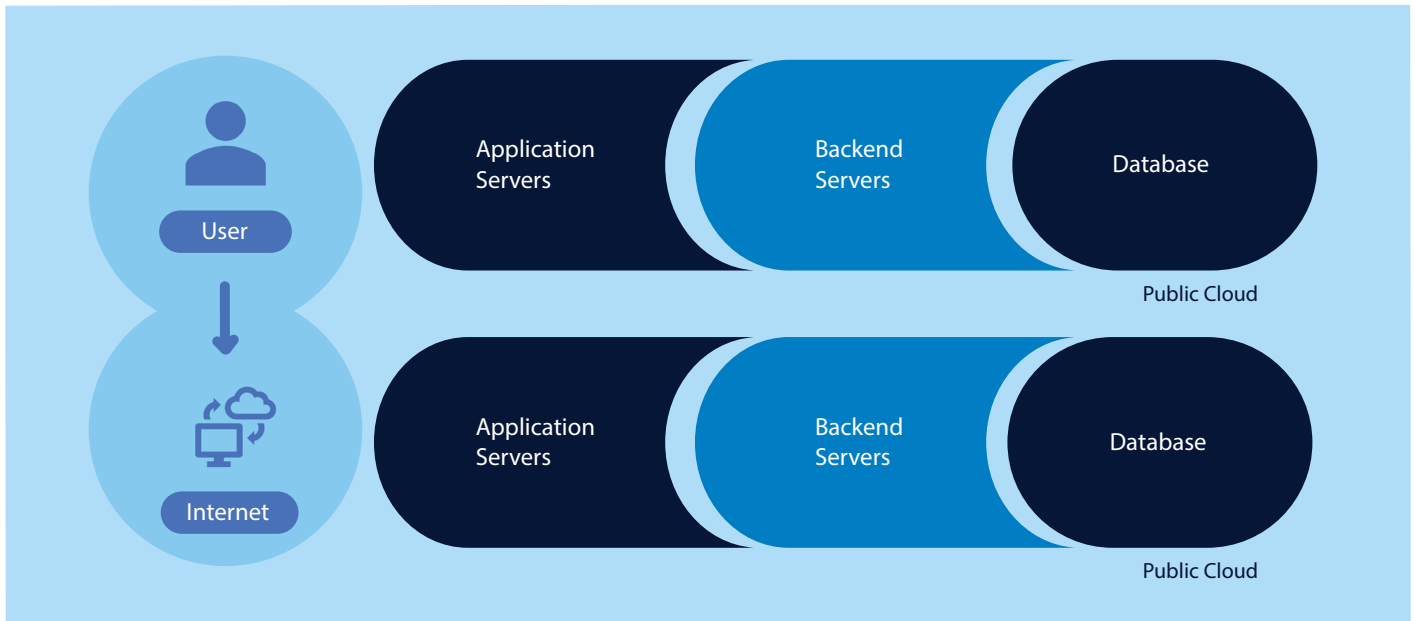 User
Internet
Application
Servers
Backend
Servers
Database
Public Cloud
Application
Servers
Backend
Servers
Database
Public Cloud